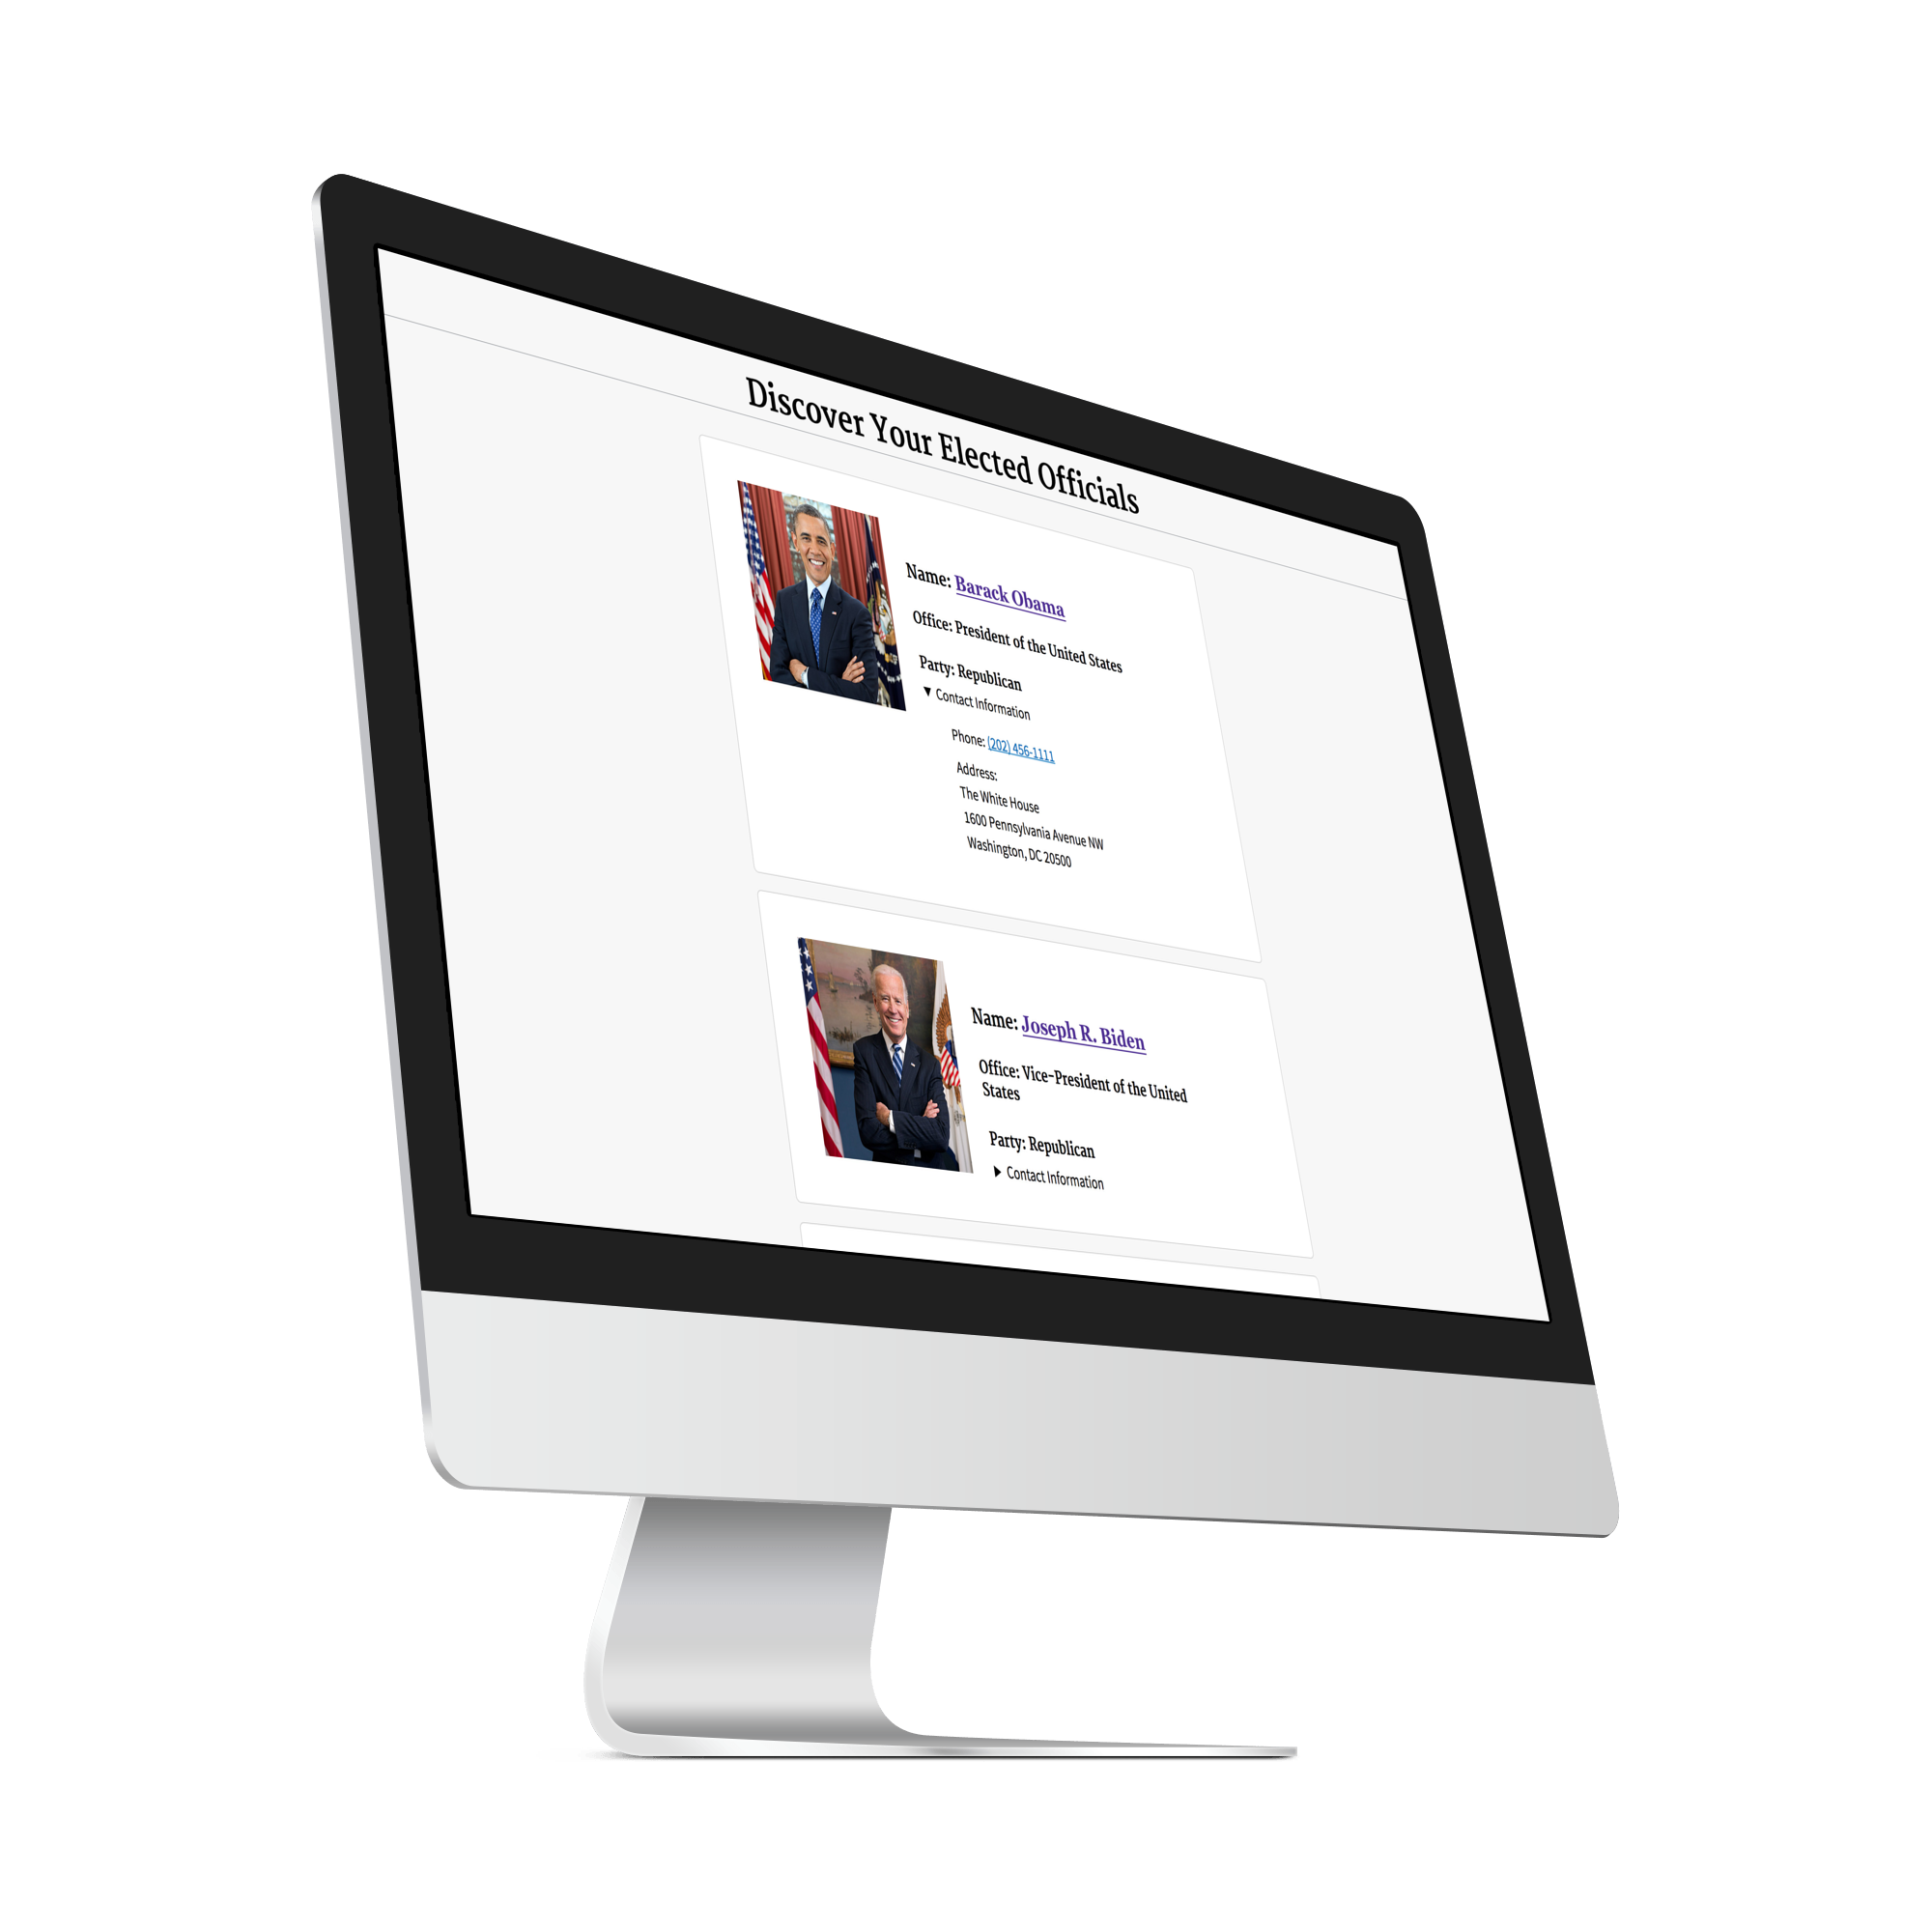 Discover Your Elected Officials
Name: Barack Obama
Office: President of the United States
Party: Republican
▼ Contact Information
Phone: (202) 456-1111
Address:
The White House
1600 Pennsylvania Avenue NW
Washington, DC 20500
Name: Joseph R. Biden
Office: Vice-President of the United
States
Party: Republican
▶ Contact Information